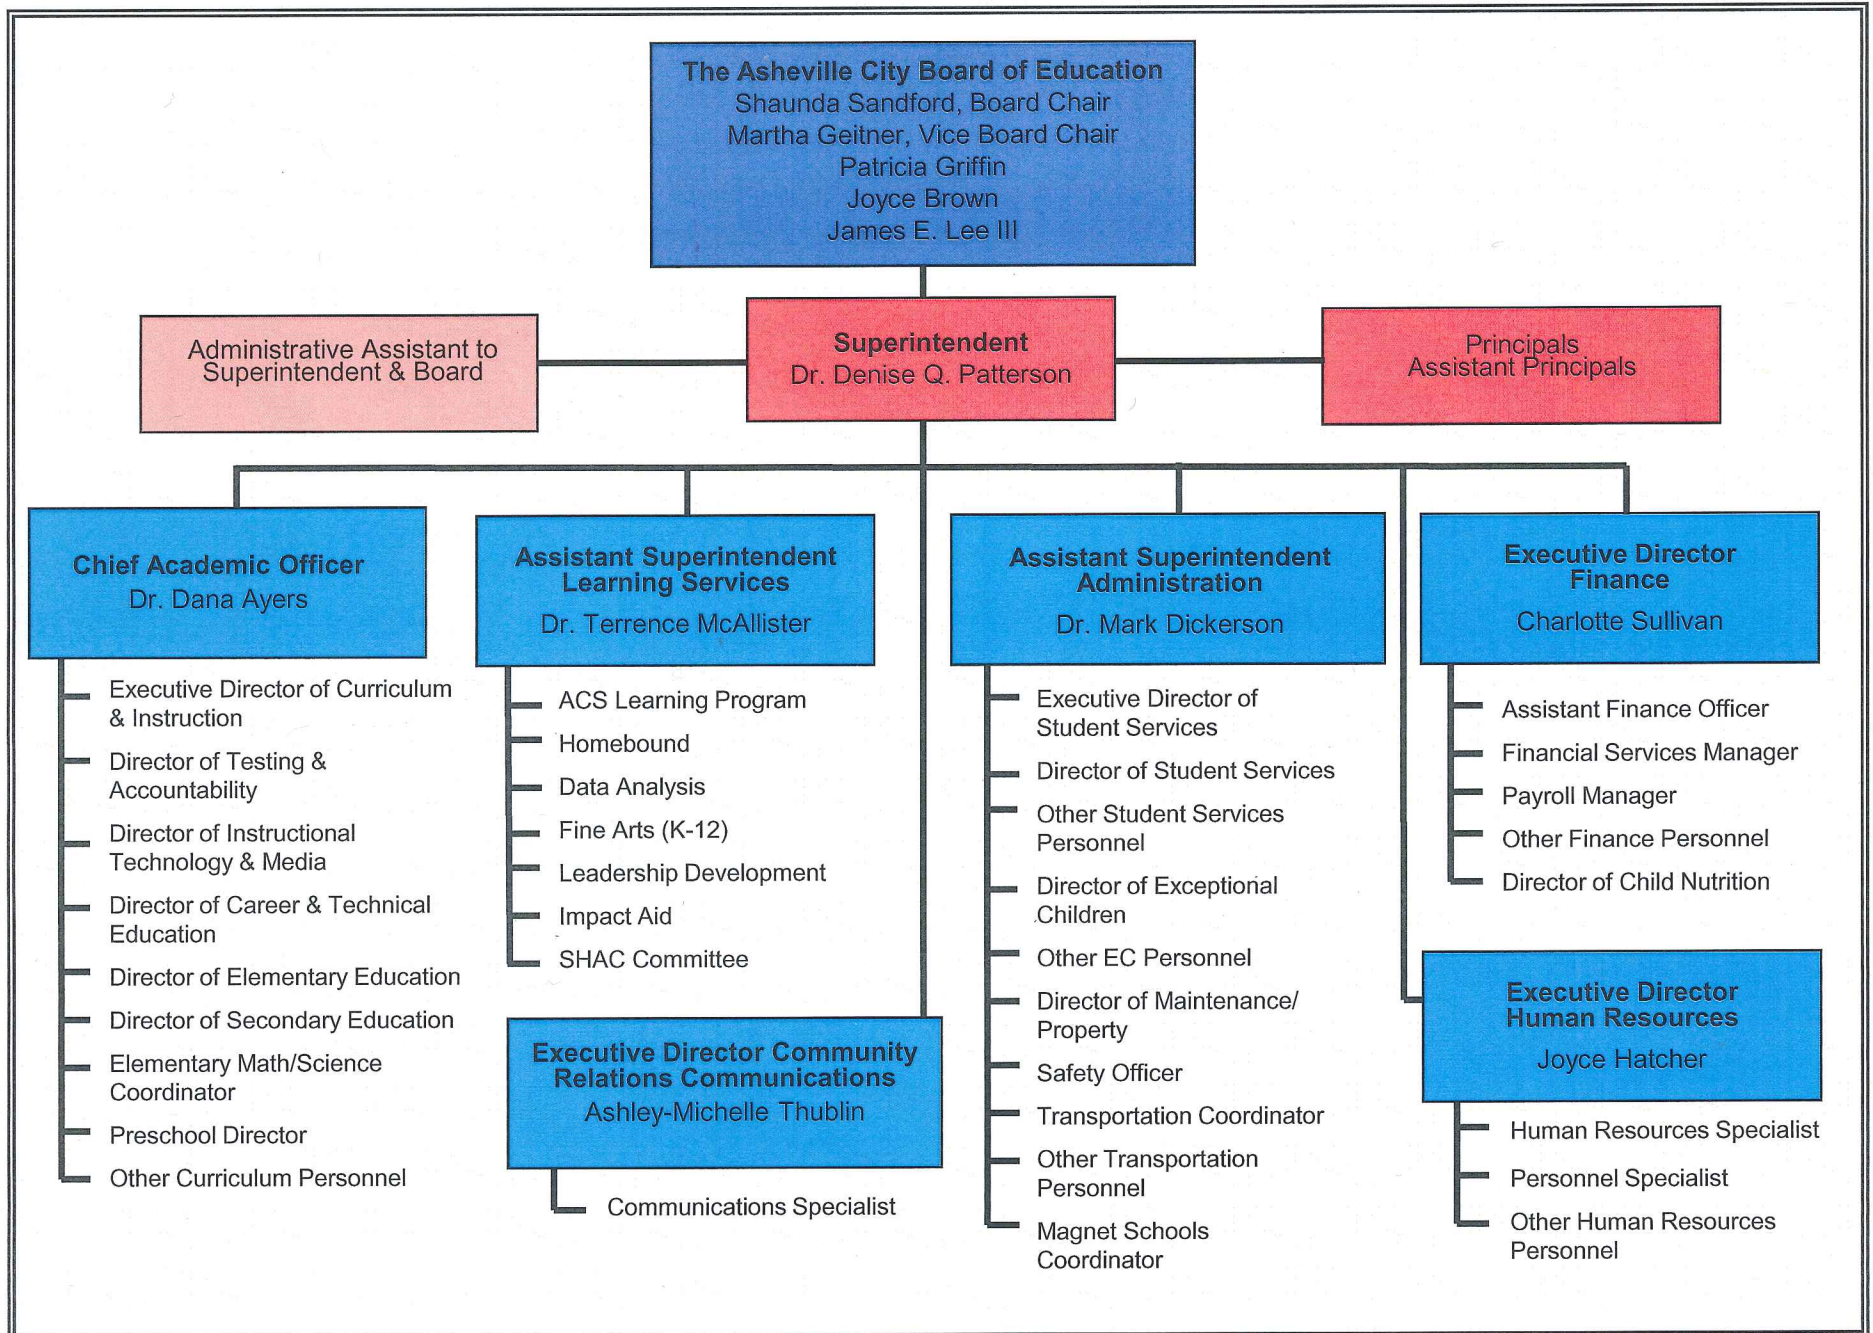 The Asheville City Board of Education
Shaunda Sandford, Board Chair
Martha Geitner, Vice Board Chair
Patricia Griffin
Joyce Brown
James E. Lee III
Administrative Assistant to
Superintendent & Board
Superintendent
Dr. Denise Q. Patterson
Principals
Assistant Principals
Chief Academic Officer
Dr. Dana Ayers
Executive Director of Curriculum
& Instruction
Director of Testing &
Accountability
Director of Instructional
Technology & Media
Director of Career & Technical
Education
Director of Elementary Education
Director of Secondary Education
Elementary Math/Science
Coordinator
Preschool Director
Other Curriculum Personnel
Assistant Superintendent
Learning Services
Dr. Terrence McAllister
ACS Learning Program
Homebound
Data Analysis
Fine Arts (K-12)
Leadership Development
Impact Aid
SHAC Committee
Executive Director Community
Relations Communications
Ashley-Michelle Thublin
Communications Specialist
Assistant Superintendent
Administration
Dr. Mark Dickerson
Executive Director of
Student Services
Director of Student Services
Other Student Services
Personnel
Director of Exceptional
Children
Other EC Personnel
Director of Maintenance/
Property
Safety Officer
Transportation Coordinator
Other Transportation
Personnel
Magnet Schools
Coordinator
Executive Director
Finance
Charlotte Sullivan
Assistant Finance Officer
Financial Services Manager
Payroll Manager
Other Finance Personnel
Director of Child Nutrition
Executive Director
Human Resources
Joyce Hatcher
Human Resources Specialist
Personnel Specialist
Other Human Resources
Personnel